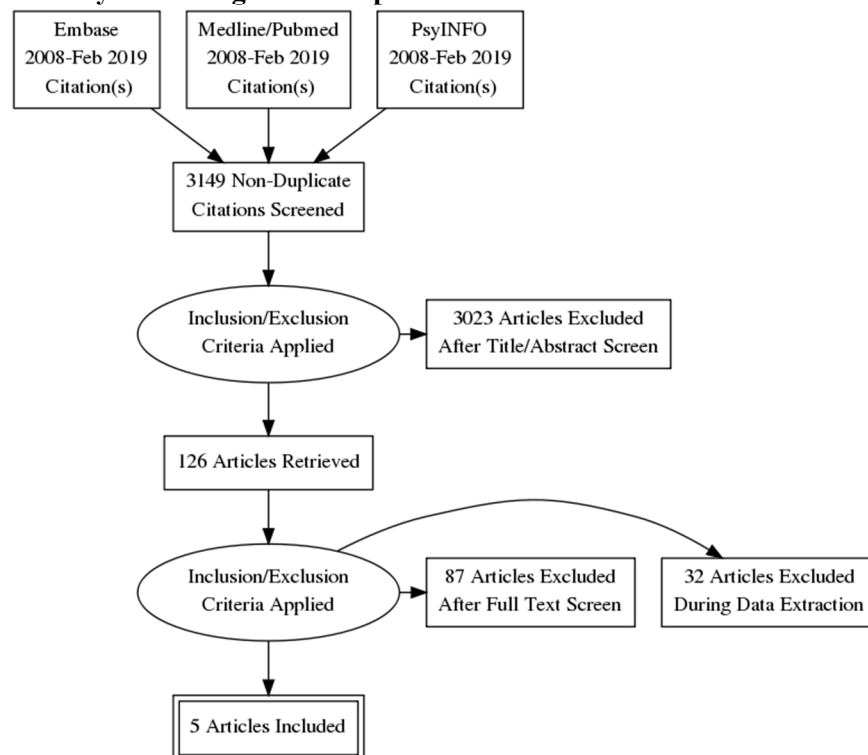 Embase
2008-Feb 2019
Citation(s)
Medline/Pubmed
2008-Feb 2019
Citation(s)
PsyINFO
2008-Feb 2019
Citation(s)
3149 Non-Duplicate
Citations Screened
Inclusion/Exclusion
Criteria Applied
3023 Articles Excluded
After Title/Abstract Screen
126 Articles Retrieved
Inclusion/Exclusion
Criteria Applied
87 Articles Excluded
After Full Text Screen
32 Articles Excluded
During Data Extraction
5 Articles Included